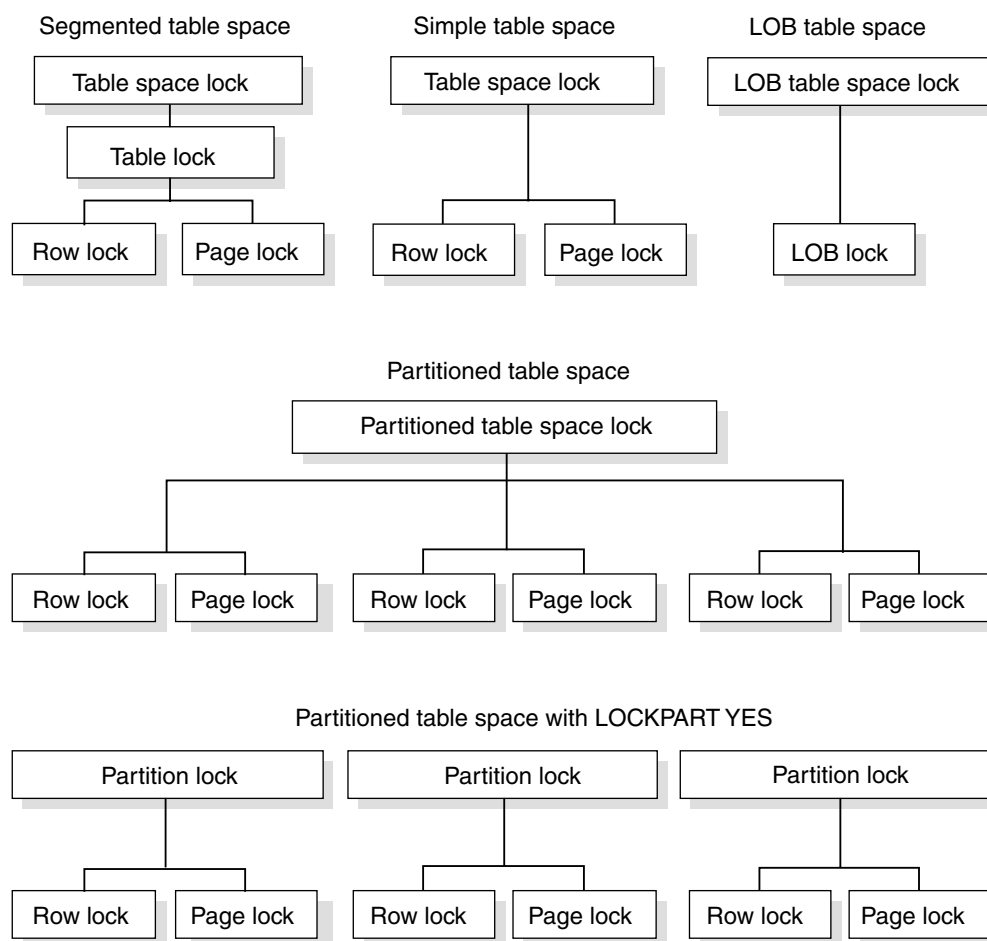 Segmented table space
Simple table space
LOB table space
Table space lock
Table space lock
LOB table space lock
Table lock
Row lock
Page lock
Row lock
Page lock
LOB lock
Partitioned table space
Partitioned table space lock
Row lock
Page lock
Row lock
Page lock
Row lock
Page lock
Partitioned table space with LOCKPART YES
Partition lock
Partition lock
Partition lock
Row lock
Page lock
Row lock
Page lock
Row lock
Page lock